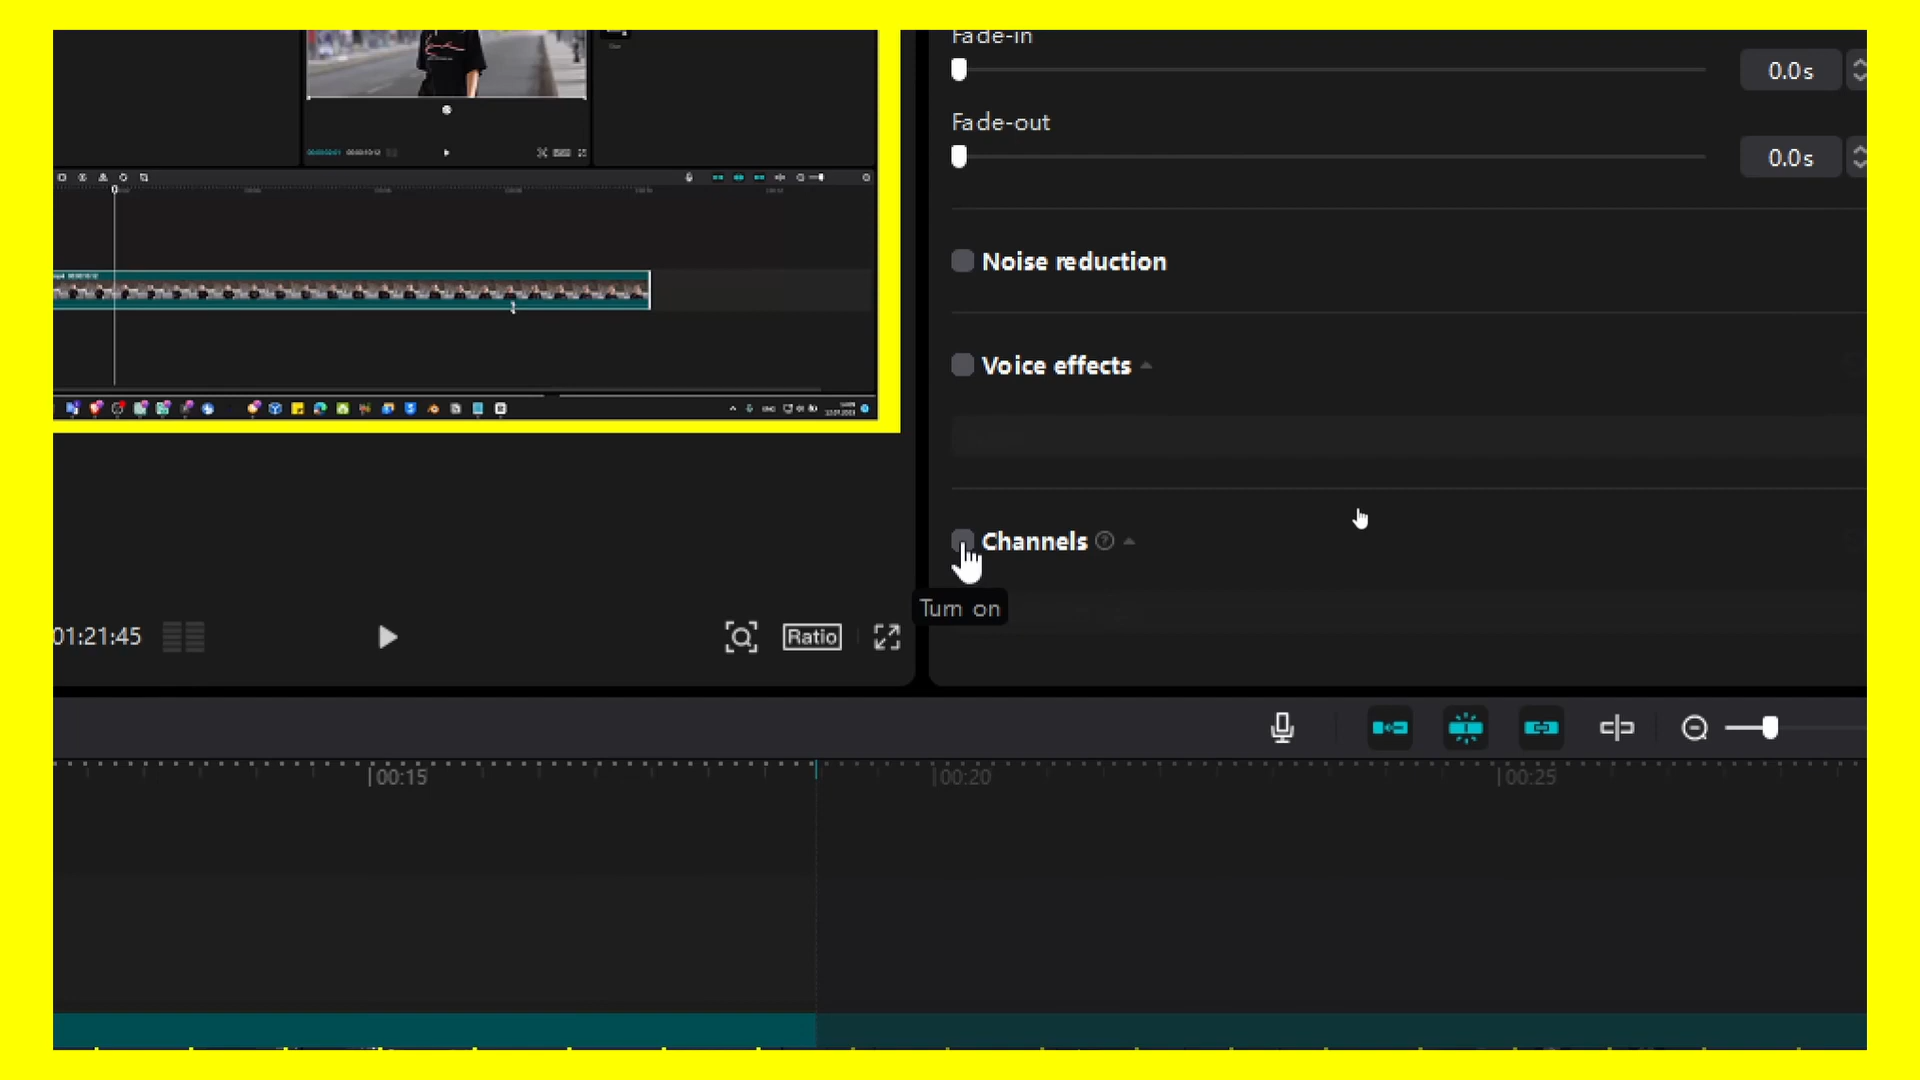 Fade-in
0.0s
Fade-out
0.0s
Noise reduction
Voice effects
Channels
Turn on
01:21:45
Ratio
00:15
00:20
00:25